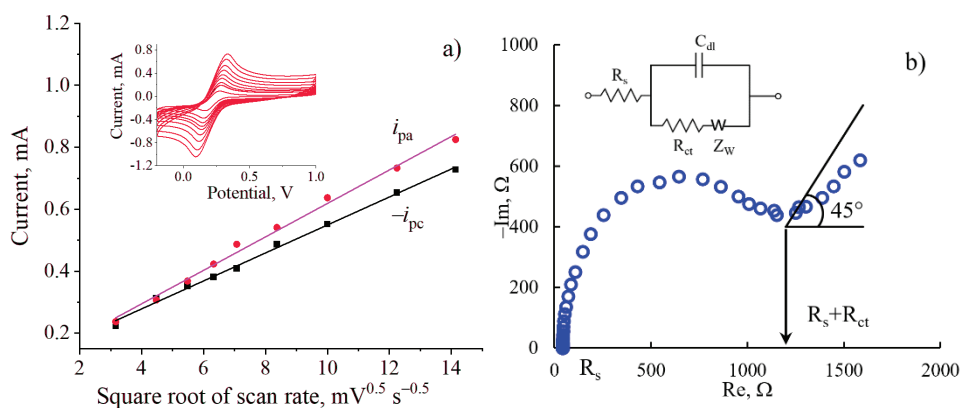 a)
1.2
1.0
0.8
0.6
0.4
0.2
Current, mA
2
4
6
8
10
12
14
Square root of scan rate, mV^0.5 s^−0.5
i_pa
−i_pc
0.8
0.4
0.0
-0.4
-0.8
-1.2
Current, mA
0.0
1.0
Potential, V
b)
1000
800
600
400
200
0
−Im, Ω
0
500
1000
1500
2000
Re, Ω
C_dl
R_s
R_ct
W
Z_W
45°
R_s+R_ct
R_s